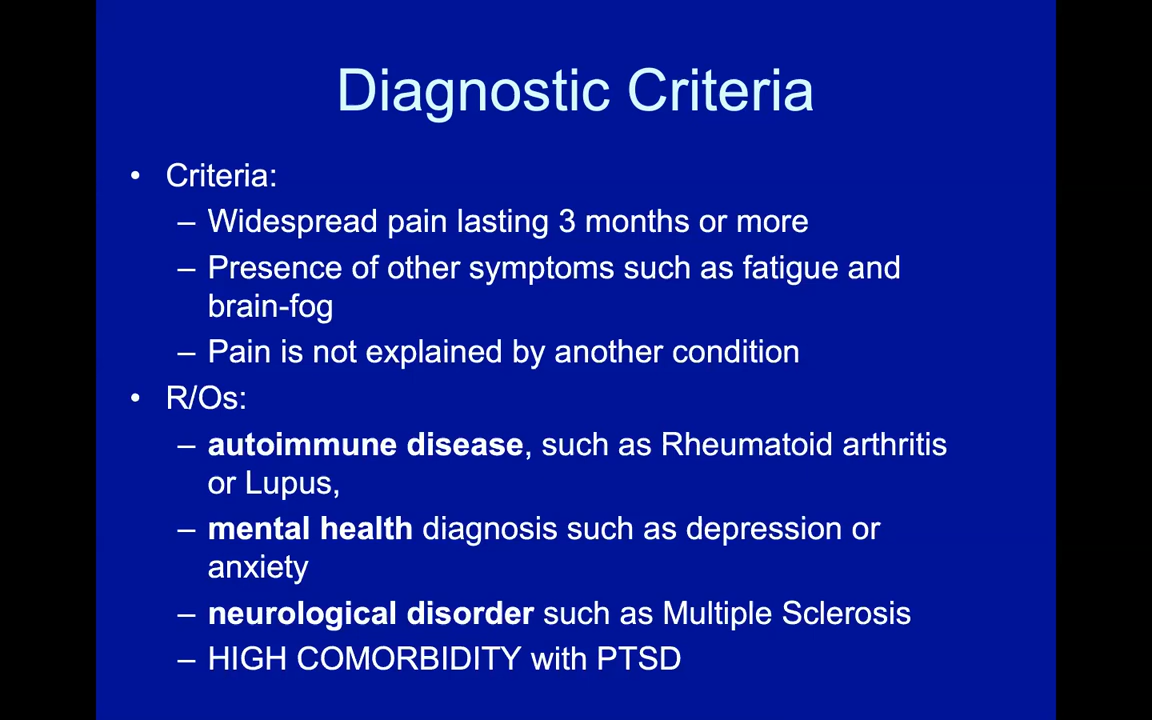 Diagnostic Criteria
• Criteria:
– Widespread pain lasting 3 months or more
– Presence of other symptoms such as fatigue and
brain-fog
– Pain is not explained by another condition
• R/Os:
– autoimmune disease, such as Rheumatoid arthritis
or Lupus,
– mental health diagnosis such as depression or
anxiety
– neurological disorder such as Multiple Sclerosis
– HIGH COMORBIDITY with PTSD